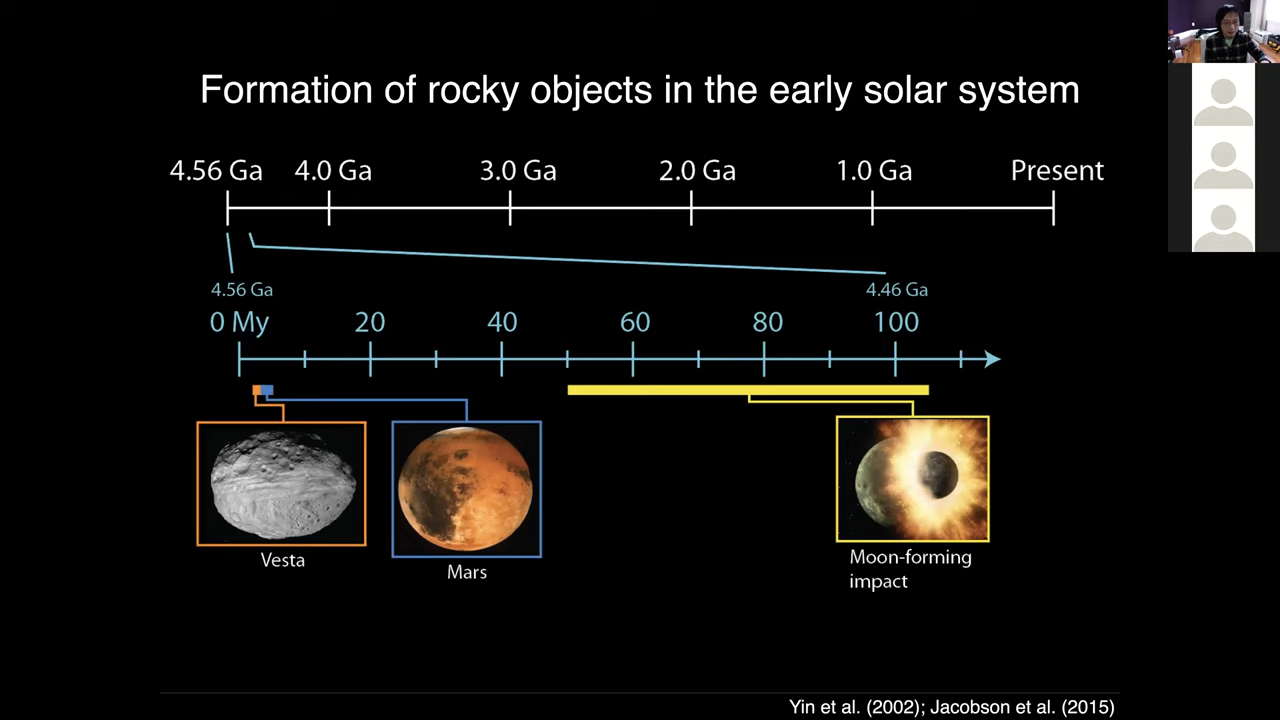 Formation of rocky objects in the early solar system
4.56 Ga 4.0 Ga 3.0 Ga 2.0 Ga 1.0 Ga Present
4.56 Ga 4.46 Ga
0 My 20 40 60 80 100
Vesta
Mars
Moon-forming
impact
Yin et al. (2002); Jacobson et al. (2015)